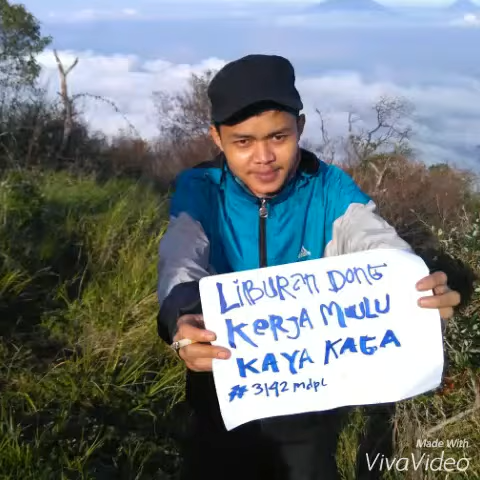 LiBURAN DONG
KERJA MULU
KAYA KAGA
#3142 mdpl
Made With
VivaVideo